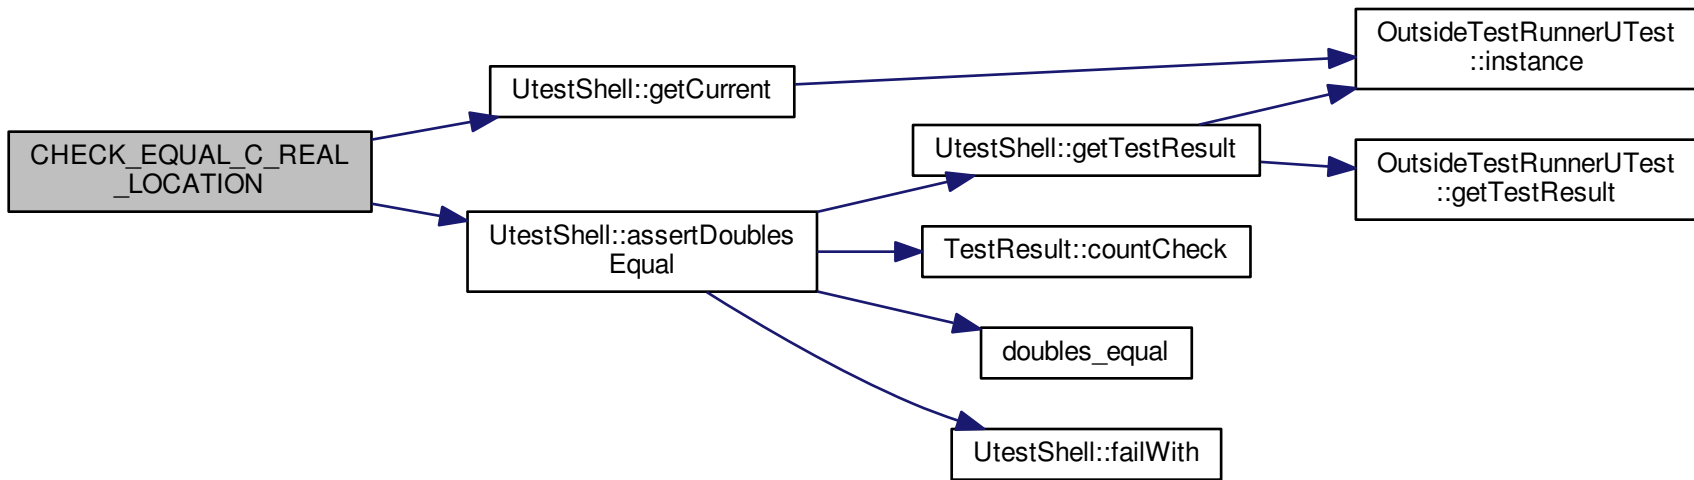 CHECK_EQUAL_C_REAL
_LOCATION
UtestShell::getCurrent
UtestShell::assertDoubles
Equal
UtestShell::getTestResult
TestResult::countCheck
doubles_equal
UtestShell::failWith
OutsideTestRunnerUTest
::instance
OutsideTestRunnerUTest
::getTestResult